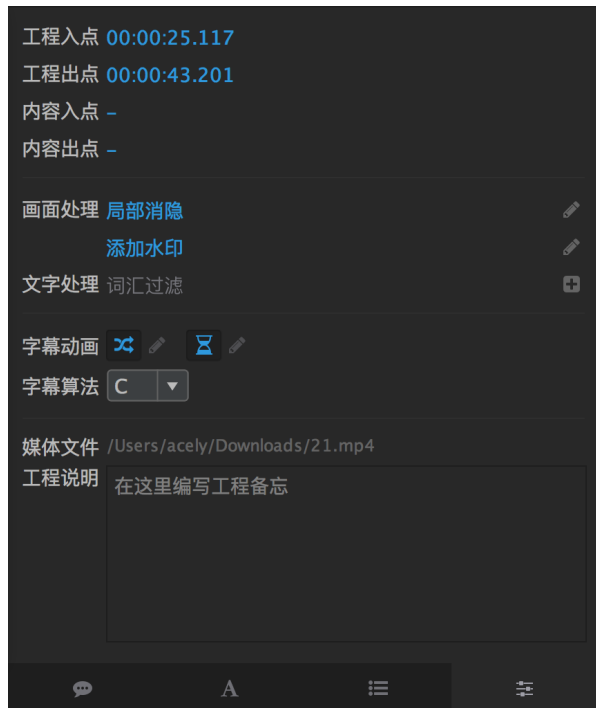 工程入点 00:00:25.117
工程出点 00:00:43.201
内容入点 –
内容出点 –
画面处理 局部消隐
添加水印
文字处理 词汇过滤
字幕动画
字幕算法 C
媒体文件 /Users/acely/Downloads/21.mp4
工程说明 在这里编写工程备忘
A